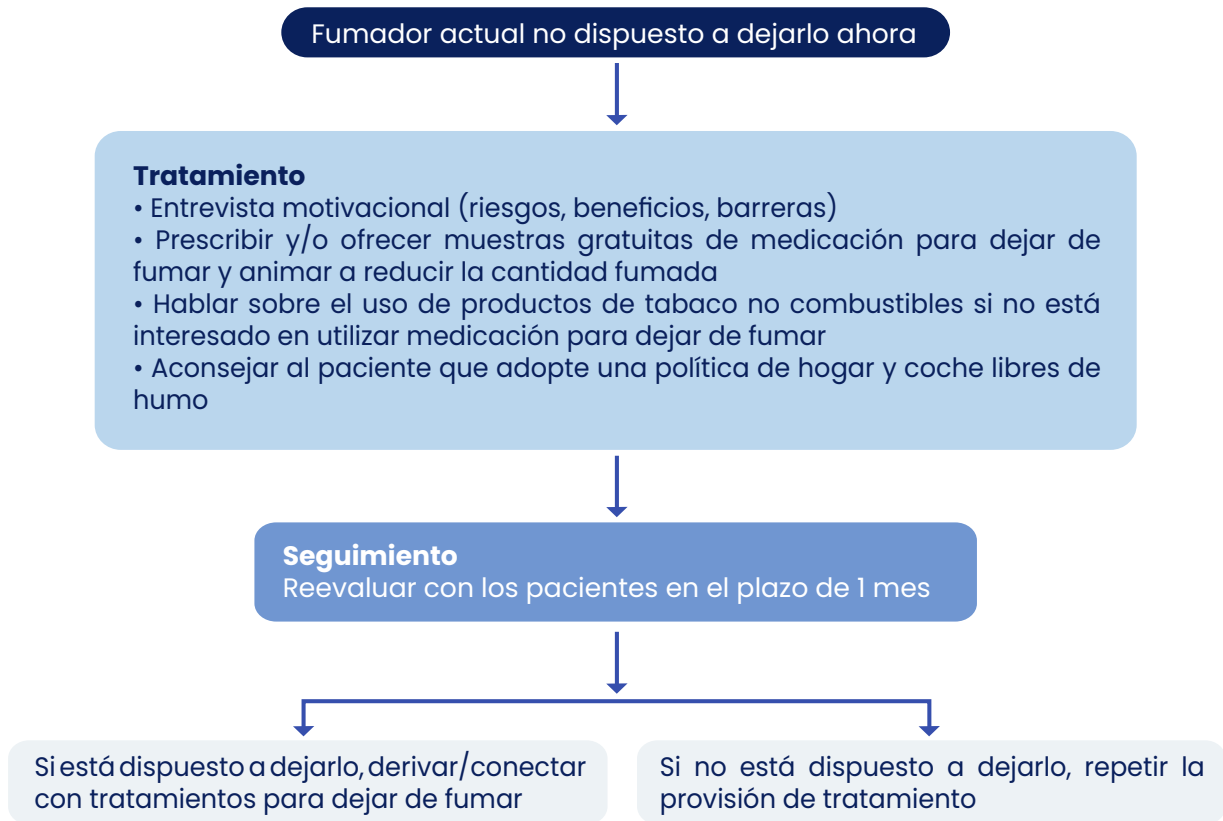 Fumador actual no dispuesto a dejarlo ahora
Tratamiento
• Entrevista motivacional (riesgos, beneficios, barreras)
• Prescribir y/o ofrecer muestras gratuitas de medicación para dejar de
fumar y animar a reducir la cantidad fumada
• Hablar sobre el uso de productos de tabaco no combustibles si no está
interesado en utilizar medicación para dejar de fumar
• Aconsejar al paciente que adopte una política de hogar y coche libres de
humo
Seguimiento
Reevaluar con los pacientes en el plazo de 1 mes
Si está dispuesto a dejarlo, derivar/conectar
con tratamientos para dejar de fumar
Si no está dispuesto a dejarlo, repetir la
provisión de tratamiento